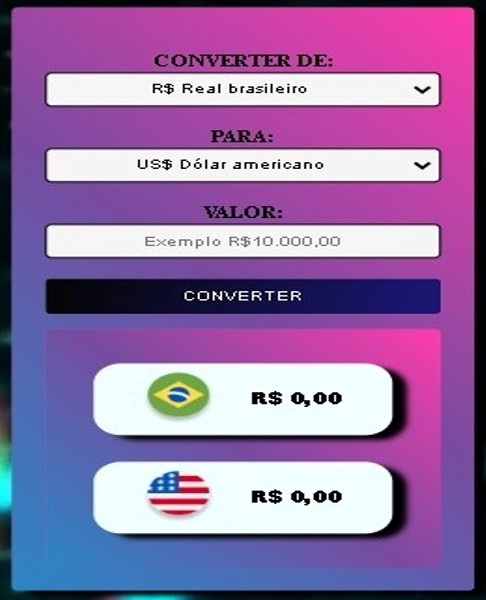 CONVERTER DE:
R$ Real brasileiro
PARA:
US$ Dólar americano
VALOR:
Exemplo R$10.000,00
CONVERTER
R$ 0,00
R$ 0,00